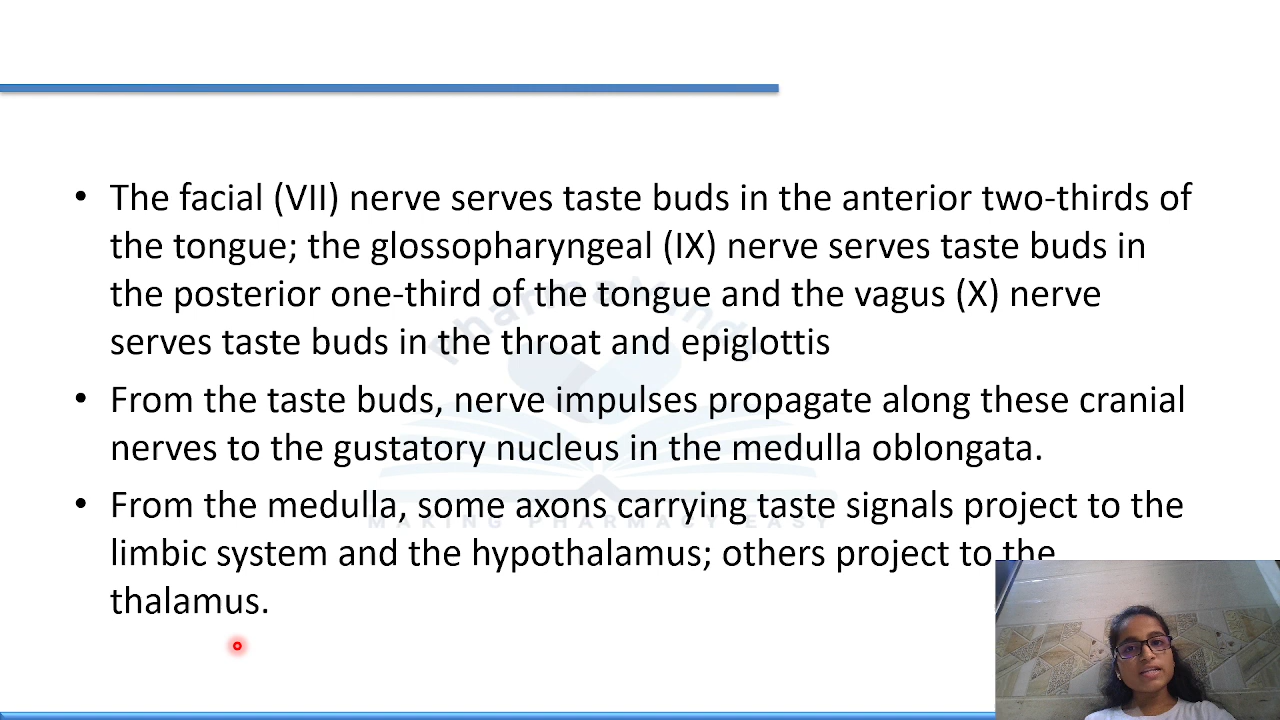 • The facial (VII) nerve serves taste buds in the anterior two-thirds of
the tongue; the glossopharyngeal (IX) nerve serves taste buds in
the posterior one-third of the tongue and the vagus (X) nerve
serves taste buds in the throat and epiglottis
• From the taste buds, nerve impulses propagate along these cranial
nerves to the gustatory nucleus in the medulla oblongata.
• From the medulla, some axons carrying taste signals project to the
limbic system and the hypothalamus; others project to the
thalamus.
MAKING PHARMACY EASY